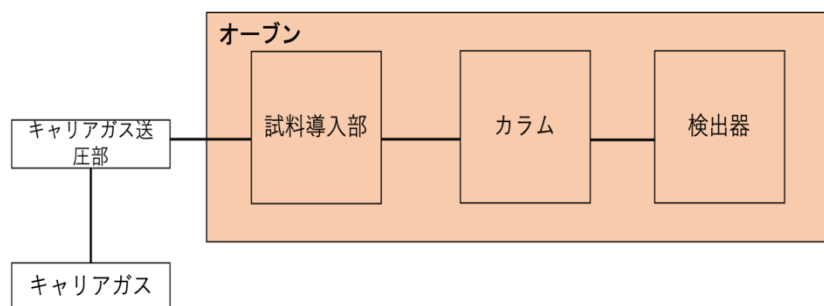 オーブン
試料導入部
カラム
検出器
キャリアガス送
圧部
キャリアガス